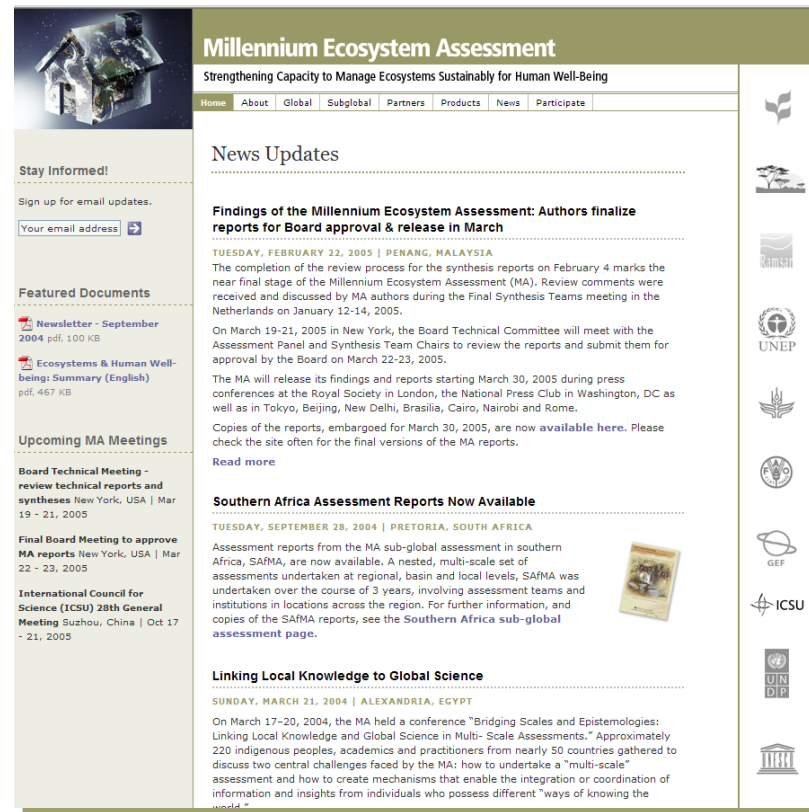 Millennium Ecosystem Assessment
Strengthening Capacity to Manage Ecosystems Sustainably for Human Well-Being
Home About Global Subglobal Partners Products News Participate
Stay Informed!
Sign up for email updates.
Your email address
Featured Documents
Newsletter - September
2004 pdf, 100 KB
Ecosystems & Human Well-
being: Summary (English)
pdf, 467 KB
Upcoming MA Meetings
Board Technical Meeting -
review technical reports and
syntheses New York, USA | Mar
19 - 21, 2005
Final Board Meeting to approve
MA reports New York, USA | Mar
22 - 23, 2005
International Council for
Science (ICSU) 28th General
Meeting Suzhou, China | Oct 17
- 21, 2005
News Updates
Findings of the Millennium Ecosystem Assessment: Authors finalize
reports for Board approval & release in March
TUESDAY, FEBRUARY 22, 2005 | PENANG, MALAYSIA
The completion of the review process for the synthesis reports on February 4 marks the
near final stage of the Millennium Ecosystem Assessment (MA). Review comments were
received and discussed by MA authors during the Final Synthesis Teams meeting in the
Netherlands on January 12-14, 2005.
On March 19-21, 2005 in New York, the Board Technical Committee will meet with the
Assessment Panel and Synthesis Team Chairs to review the reports and submit them for
approval by the Board on March 22-23, 2005.
The MA will release its findings and reports starting March 30, 2005 during press
conferences at the Royal Society in London, the National Press Club in Washington, DC as
well as in Tokyo, Beijing, New Delhi, Brasilia, Cairo, Nairobi and Rome.
Copies of the reports, embargoed for March 30, 2005, are now available here. Please
check the site often for the final versions of the MA reports.
Read more
Southern Africa Assessment Reports Now Available
TUESDAY, SEPTEMBER 28, 2004 | PRETORIA, SOUTH AFRICA
Assessment reports from the MA sub-global assessment in southern
Africa, SAfMA, are now available. A nested, multi-scale set of
assessments undertaken at regional, basin and local levels, SAfMA was
undertaken over the course of 3 years, involving assessment teams and
institutions in locations across the region. For further information, and
copies of the SAfMA reports, see the Southern Africa sub-global
assessment page.
Linking Local Knowledge to Global Science
SUNDAY, MARCH 21, 2004 | ALEXANDRIA, EGYPT
On March 17–20, 2004, the MA held a conference “Bridging Scales and Epistemologies:
Linking Local Knowledge and Global Science in Multi- Scale Assessments.” Approximately
220 indigenous peoples, academics and practitioners from nearly 50 countries gathered to
discuss two central challenges faced by the MA: how to undertake a “multi-scale”
assessment and how to create mechanisms that enable the integration or coordination of
information and insights from individuals who possess different “ways of knowing the
world.”
Ramsar
UNEP
FAO
GEF
ICSU
UN
DP
UNESCO